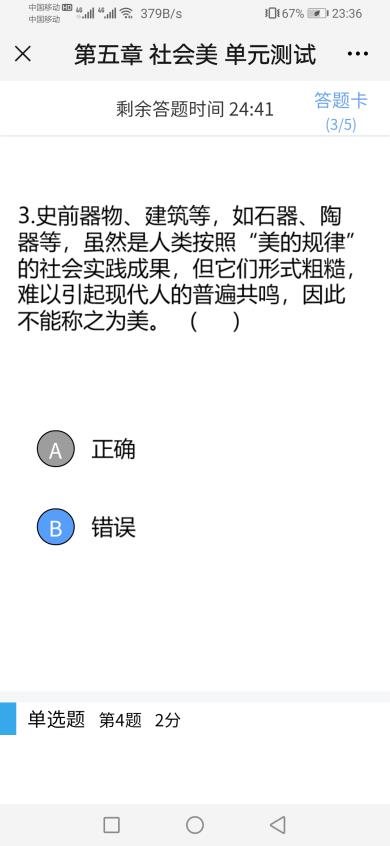 中国移动 HD 46 46 379B/s 67% 23:36
中国移动
第五章 社会美 单元测试
剩余答题时间 24:41 答题卡
(3/5)
3.史前器物、建筑等，如石器、陶
器等，虽然是人类按照“美的规律”
的社会实践成果，但它们形式粗糙，
难以引起现代人的普遍共鸣，因此
不能称之为美。 （ ）
A 正确
B 错误
单选题 第4题 2分